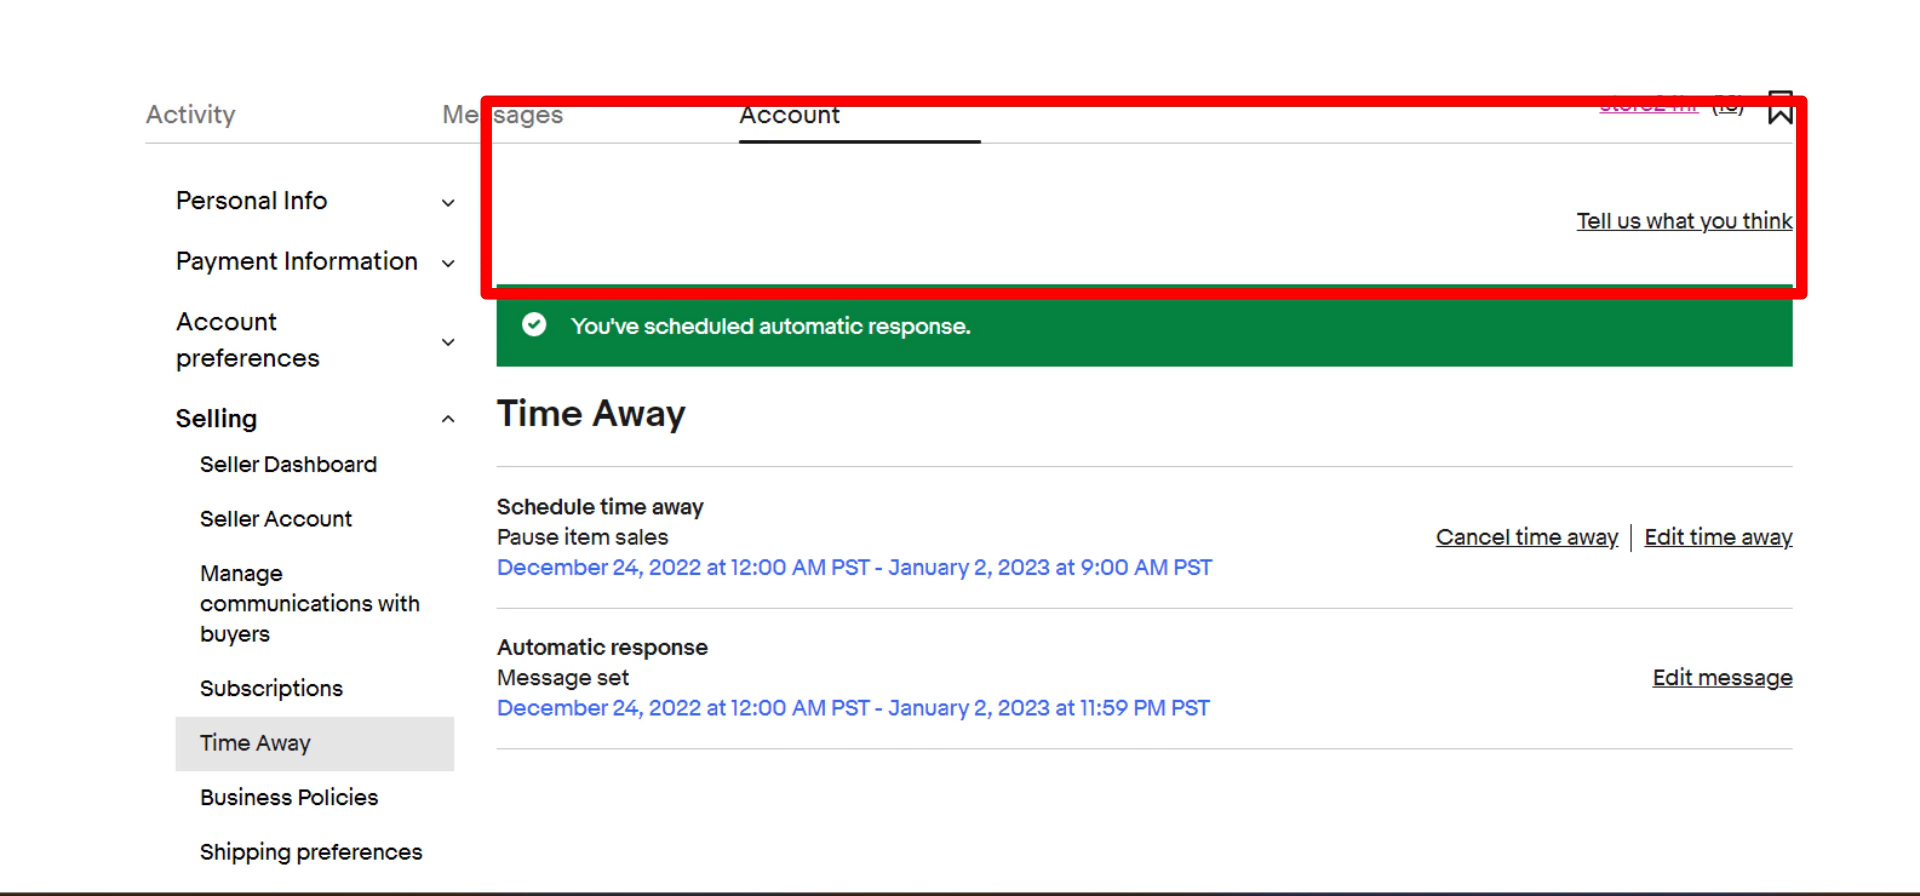 Activity
Messages
Account
Personal Info
Payment Information
Account
preferences
Selling
Seller Dashboard
Seller Account
Manage
communications with
buyers
Subscriptions
Time Away
Business Policies
Shipping preferences
Tell us what you think
You've scheduled automatic response.
Time Away
Schedule time away
Pause item sales
December 24, 2022 at 12:00 AM PST - January 2, 2023 at 9:00 AM PST
Cancel time away | Edit time away
Automatic response
Message set
December 24, 2022 at 12:00 AM PST - January 2, 2023 at 11:59 PM PST
Edit message